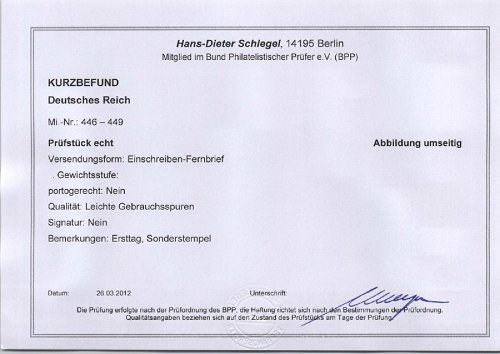 Hans-Dieter Schlegel, 14195 Berlin
Mitglied im Bund Philatelistischer Prüfer e.V. (BPP)
KURZBEFUND
Deutsches Reich
Mi.-Nr.: 446 – 449
Prüfstück echt
Abbildung umseitig
Versendungsform: Einschreiben-Fernbrief
. Gewichtsstufe:
portogerecht: Nein
Qualität: Leichte Gebrauchsspuren
Signatur: Nein
Bemerkungen: Ersttag, Sonderstempel
Datum: 26.03.2012 Unterschrift:
Die Prüfung erfolgte nach der Prüfordnung des BPP, die Haftung richtet sich nach den Bestimmungen der Prüfordnung.
Qualitätsangaben beziehen sich auf den Zustand des Prüfstücks am Tage der Prüfung.